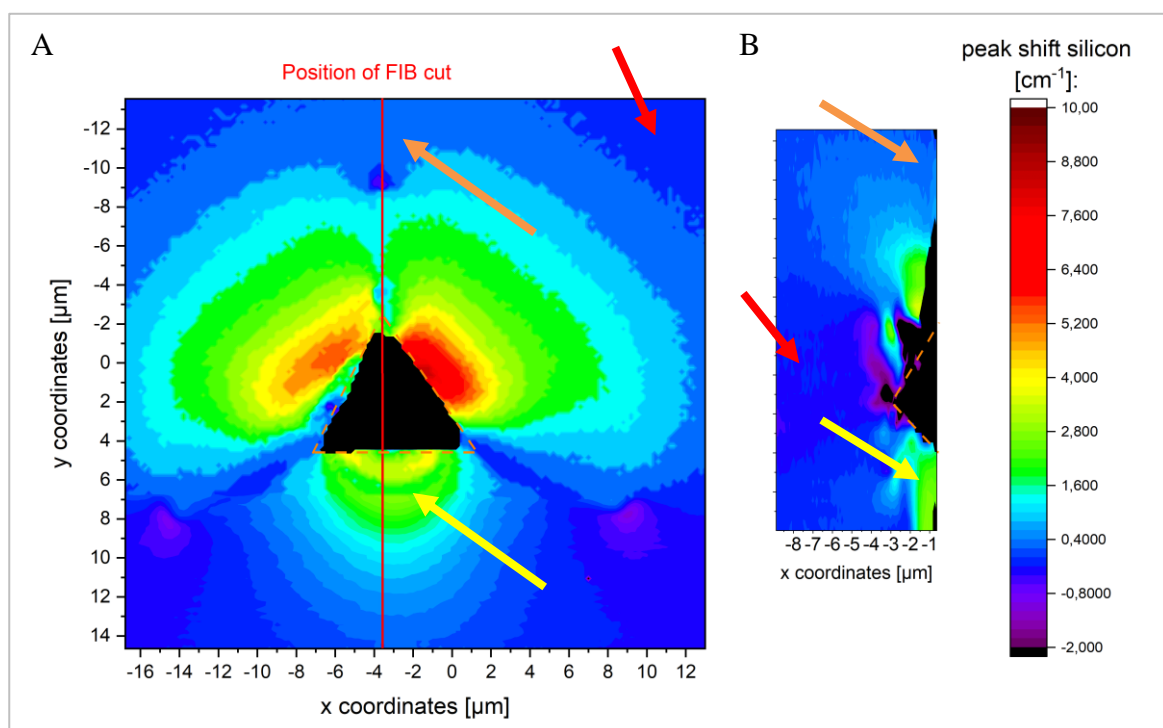 A
Position of FIB cut
-12
-10
-8
-6
-4
-2
0
2
4
6
8
10
12
14
y coordinates [µm]
-16 -14 -12 -10 -8 -6 -4 -2 0 2 4 6 8 10 12
x coordinates [µm]
B
-8 -7 -6 -5 -4 -3 -2 -1
x coordinates [µm]
peak shift silicon
[cm⁻¹]:
10,00
8,800
7,600
6.400
5,200
4,000
2,800
1,600
0,4000
-0,8000
-2,000